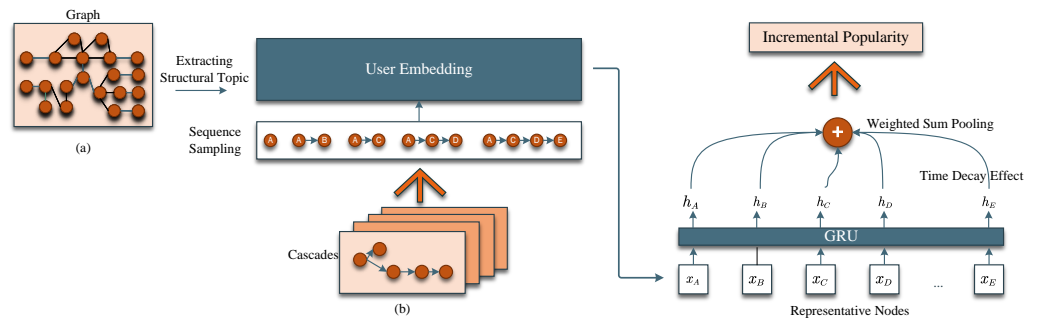 Graph
(a)
Extracting
Structural Topic
User Embedding
Sequence
Sampling
A
A B
A C
A C D
A C D E
Cascades
(b)
Incremental Popularity
+
Weighted Sum Pooling
Time Decay Effect
h_A h_B h_C h_D h_E
GRU
x_A x_B x_C x_D ... x_E
Representative Nodes